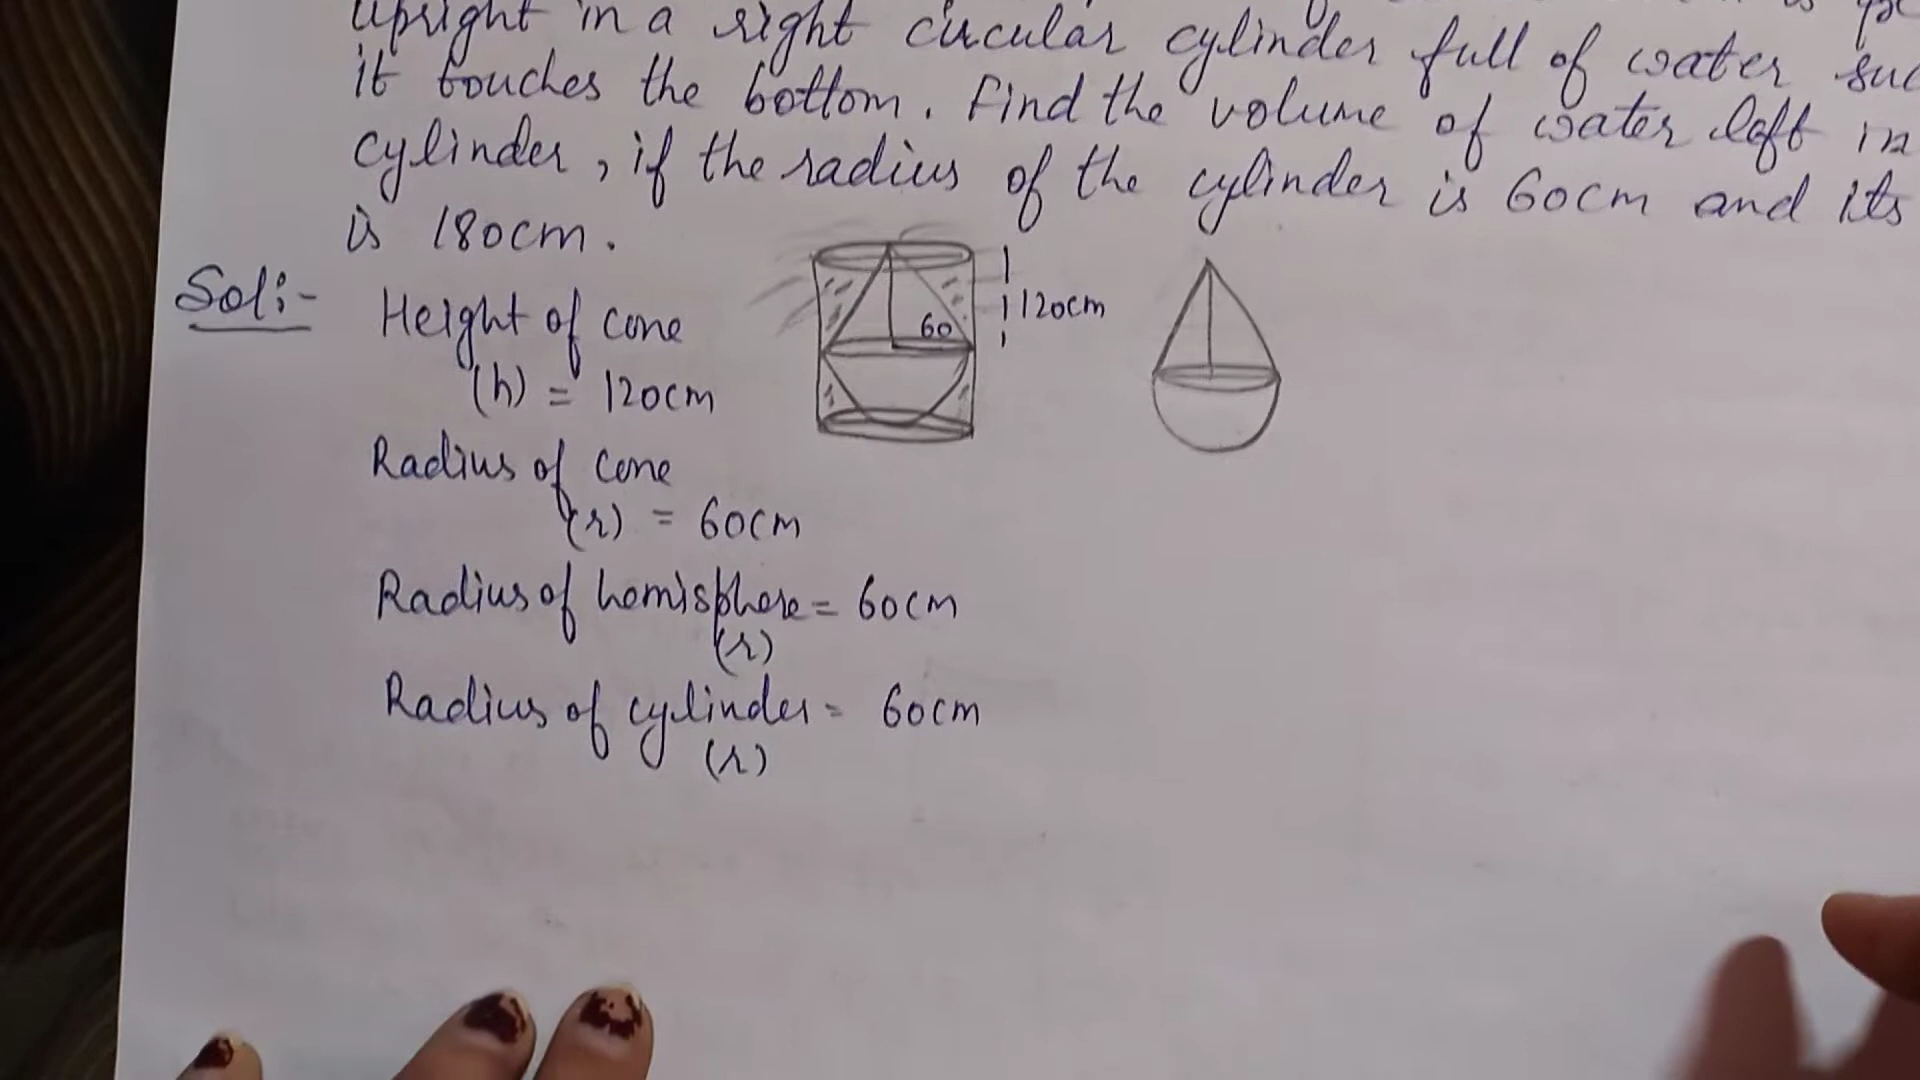 upright in a right circular cylinder full of water
it touches the bottom. Find the volume of water left in
cylinder, if the radius of the cylinder is 60cm and its
is 180cm.
Sol:-
Height of cone
(h) = 120cm
60
120cm
Radius of cone
(r) = 60cm
Radius of hemisphere = 60cm
(r)
Radius of cylinder = 60cm
(r)